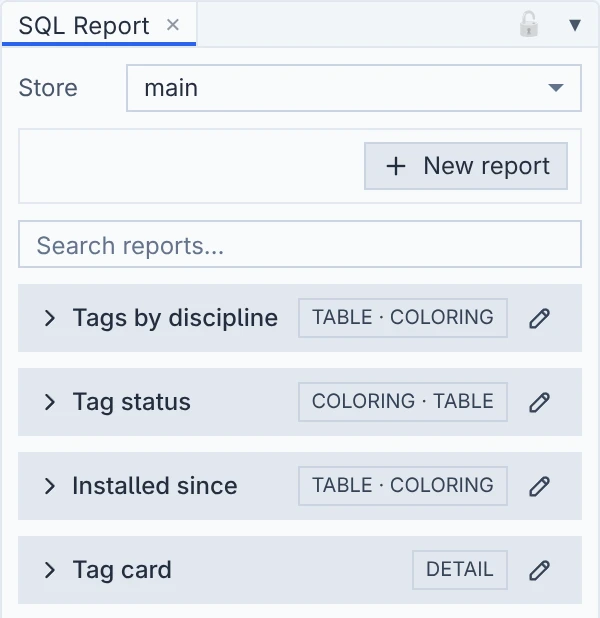 SQL Report
Store main
New report
Search reports...
Tags by discipline TABLE · COLORING
Tag status COLORING · TABLE
Installed since TABLE · COLORING
Tag card DETAIL